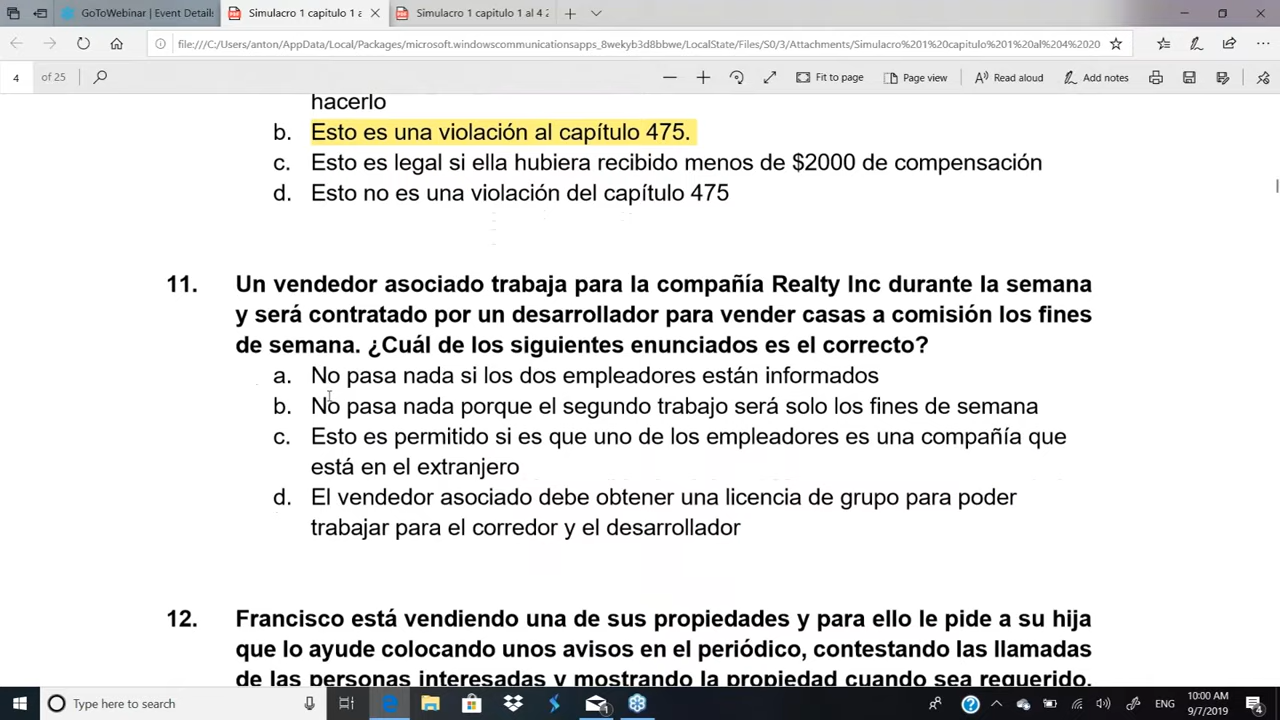 GoToWebinar | Event Details
Simulacro 1 capitulo 1 a
Simulacro 1 capitulo 1 al 4 2
file:///C:/Users/anton/AppData/Local/Packages/microsoft.windowscommunicationsapps_8wekyb3d8bbwe/LocalState/Files/S0/3/Attachments/Simulacro%201%20capitulo%201%20al%204%2020
4 of 25
Fit to page
Page view
Read aloud
Add notes
hacerlo
b. Esto es una violación al capítulo 475.
c. Esto es legal si ella hubiera recibido menos de $2000 de compensación
d. Esto no es una violación del capítulo 475
11. Un vendedor asociado trabaja para la compañía Realty Inc durante la semana
y será contratado por un desarrollador para vender casas a comisión los fines
de semana. ¿Cuál de los siguientes enunciados es el correcto?
a. No pasa nada si los dos empleadores están informados
b. No pasa nada porque el segundo trabajo será solo los fines de semana
c. Esto es permitido si es que uno de los empleadores es una compañía que
está en el extranjero
d. El vendedor asociado debe obtener una licencia de grupo para poder
trabajar para el corredor y el desarrollador
12. Francisco está vendiendo una de sus propiedades y para ello le pide a su hija
que lo ayude colocando unos avisos en el periódico, contestando las llamadas
de las personas interesadas y mostrando la propiedad cuando sea requerido.
Type here to search
ENG
10:00 AM
9/7/2019